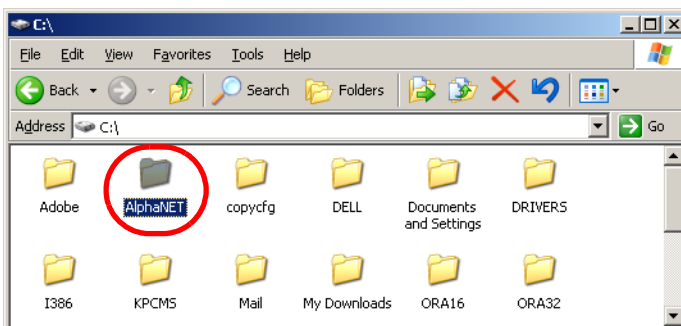 C:\
File Edit View Favorites Tools Help
Back Search Folders
Address C:\ Go
Adobe AlphaNET copycfg DELL Documents and Settings DRIVERS
I386 KPCMS Mail My Downloads ORA16 ORA32